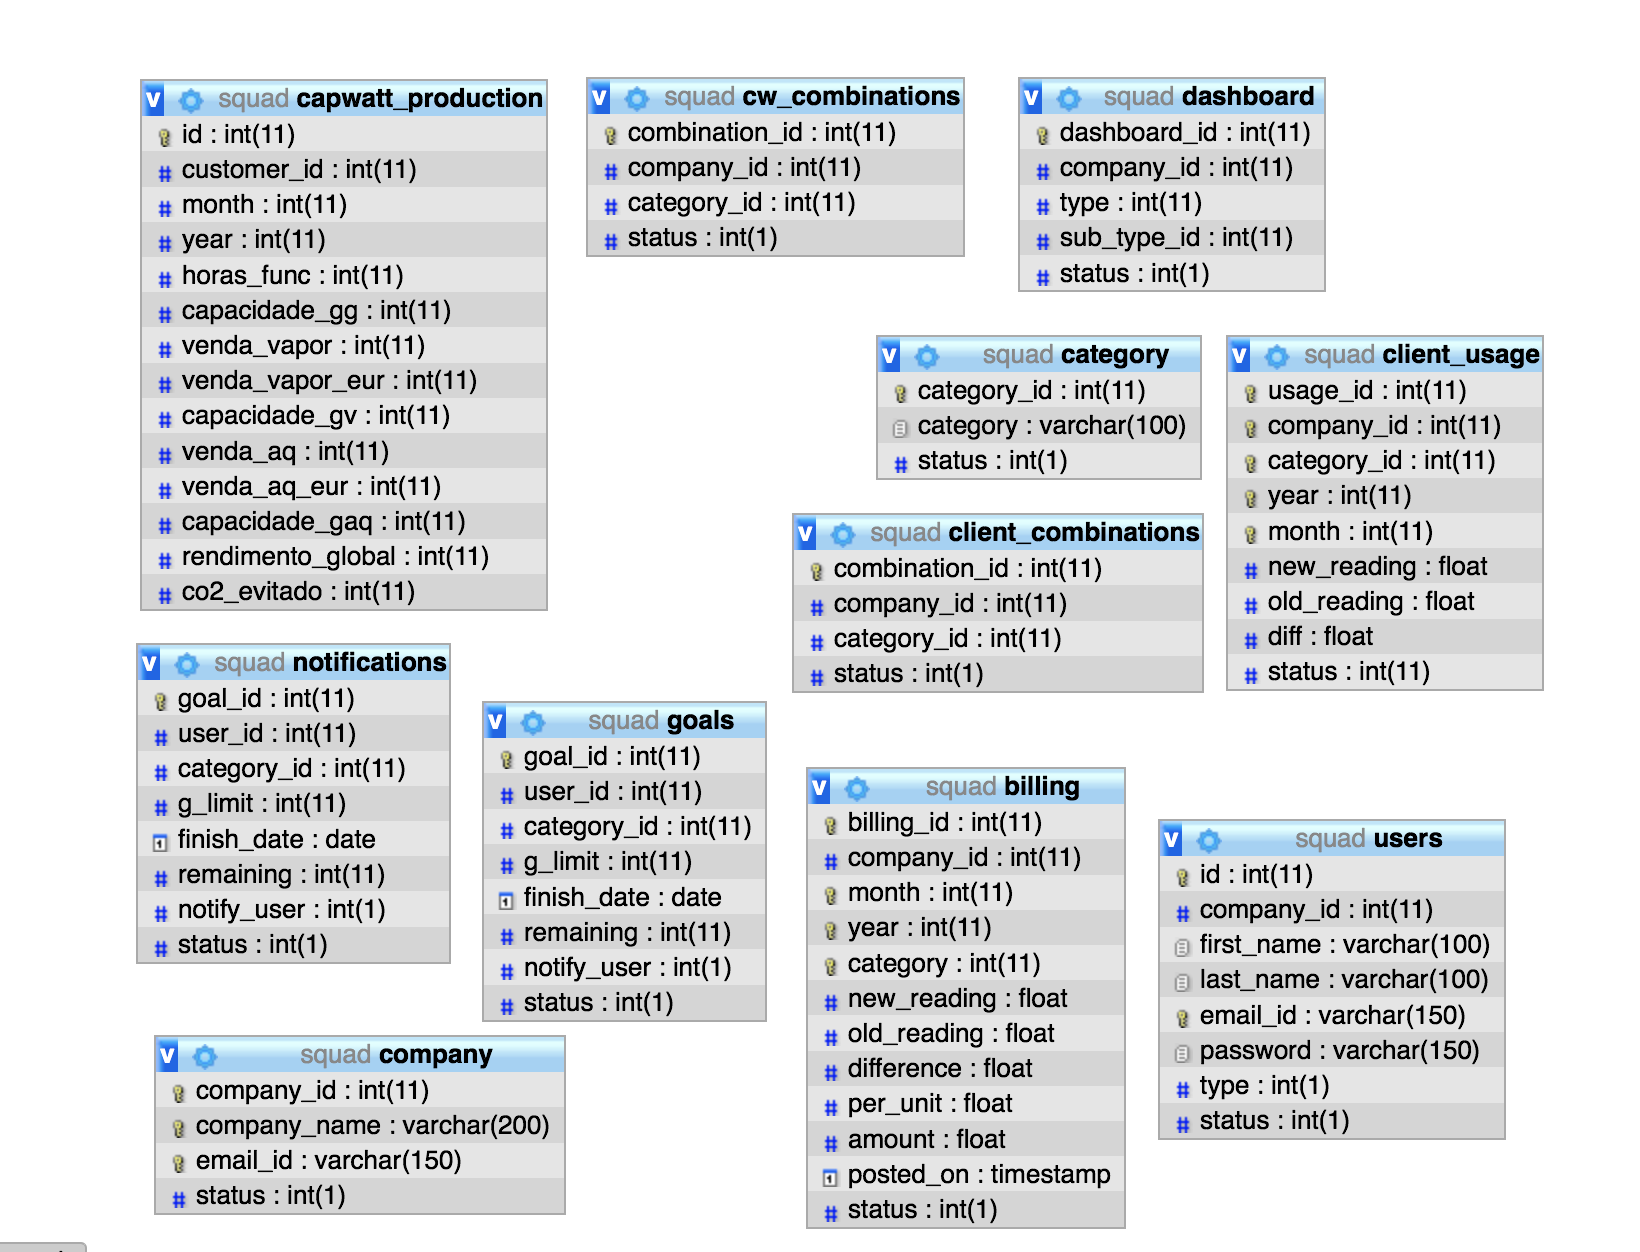 squad capwatt_production
id : int(11)
customer_id : int(11)
month : int(11)
year : int(11)
horas_func : int(11)
capacidade_gg : int(11)
venda_vapor : int(11)
venda_vapor_eur : int(11)
capacidade_gv : int(11)
venda_aq : int(11)
venda_aq_eur : int(11)
capacidade_gaq : int(11)
rendimento_global : int(11)
co2_evitado : int(11)
squad cw_combinations
combination_id : int(11)
company_id : int(11)
category_id : int(11)
status : int(1)
squad dashboard
dashboard_id : int(11)
company_id : int(11)
type : int(11)
sub_type_id : int(11)
status : int(1)
squad category
category_id : int(11)
category : varchar(100)
status : int(1)
squad client_usage
usage_id : int(11)
company_id : int(11)
category_id : int(11)
year : int(11)
month : int(11)
new_reading : float
old_reading : float
diff : float
status : int(11)
squad client_combinations
combination_id : int(11)
company_id : int(11)
category_id : int(11)
status : int(1)
squad notifications
goal_id : int(11)
user_id : int(11)
category_id : int(11)
g_limit : int(11)
finish_date : date
remaining : int(11)
notify_user : int(1)
status : int(1)
squad goals
goal_id : int(11)
user_id : int(11)
category_id : int(11)
g_limit : int(11)
finish_date : date
remaining : int(11)
notify_user : int(1)
status : int(1)
squad billing
billing_id : int(11)
company_id : int(11)
month : int(11)
year : int(11)
category : int(11)
new_reading : float
old_reading : float
difference : float
per_unit : float
amount : float
posted_on : timestamp
status : int(1)
squad users
id : int(11)
company_id : int(11)
first_name : varchar(100)
last_name : varchar(100)
email_id : varchar(150)
password : varchar(150)
type : int(1)
status : int(1)
squad company
company_id : int(11)
company_name : varchar(200)
email_id : varchar(150)
status : int(1)